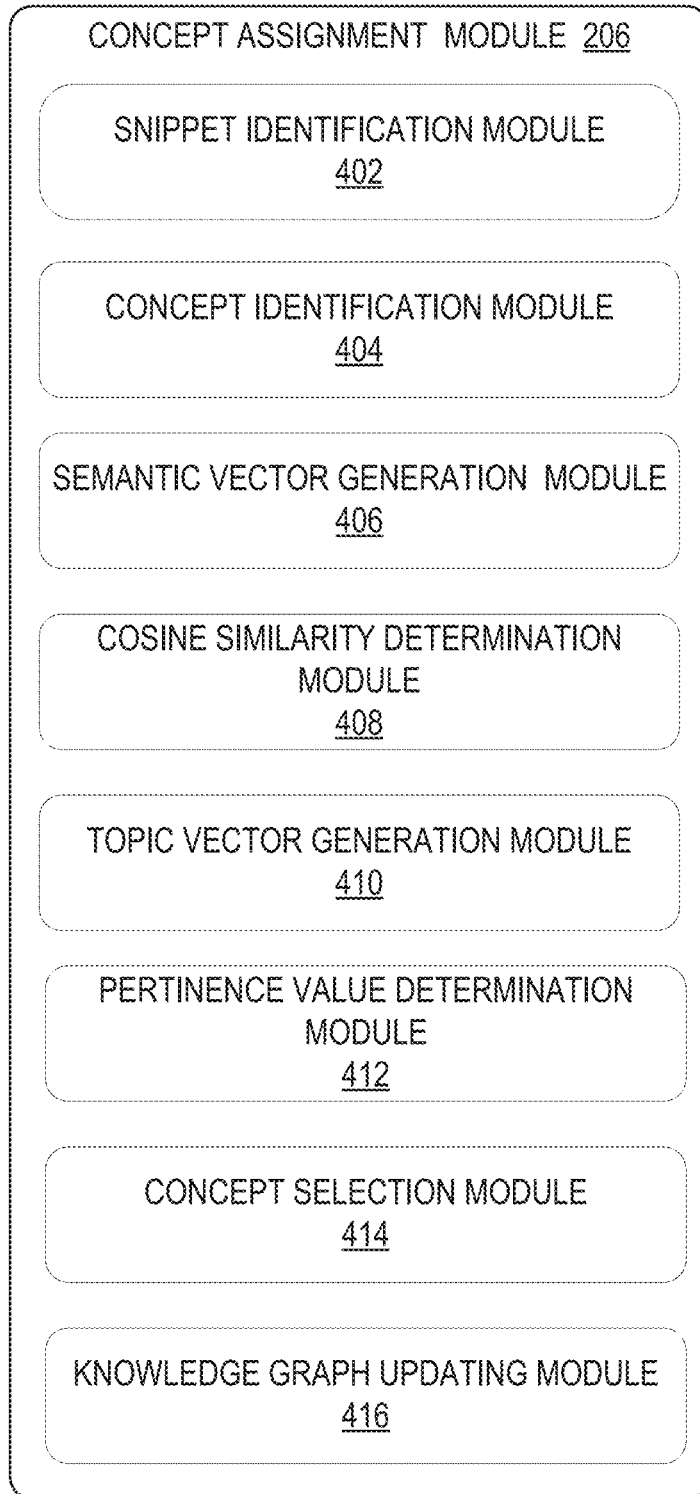 CONCEPT ASSIGNMENT MODULE 206
SNIPPET IDENTIFICATION MODULE
402
CONCEPT IDENTIFICATION MODULE
404
SEMANTIC VECTOR GENERATION MODULE
406
COSINE SIMILARITY DETERMINATION
MODULE
408
TOPIC VECTOR GENERATION MODULE
410
PERTINENCE VALUE DETERMINATION
MODULE
412
CONCEPT SELECTION MODULE
414
KNOWLEDGE GRAPH UPDATING MODULE
416